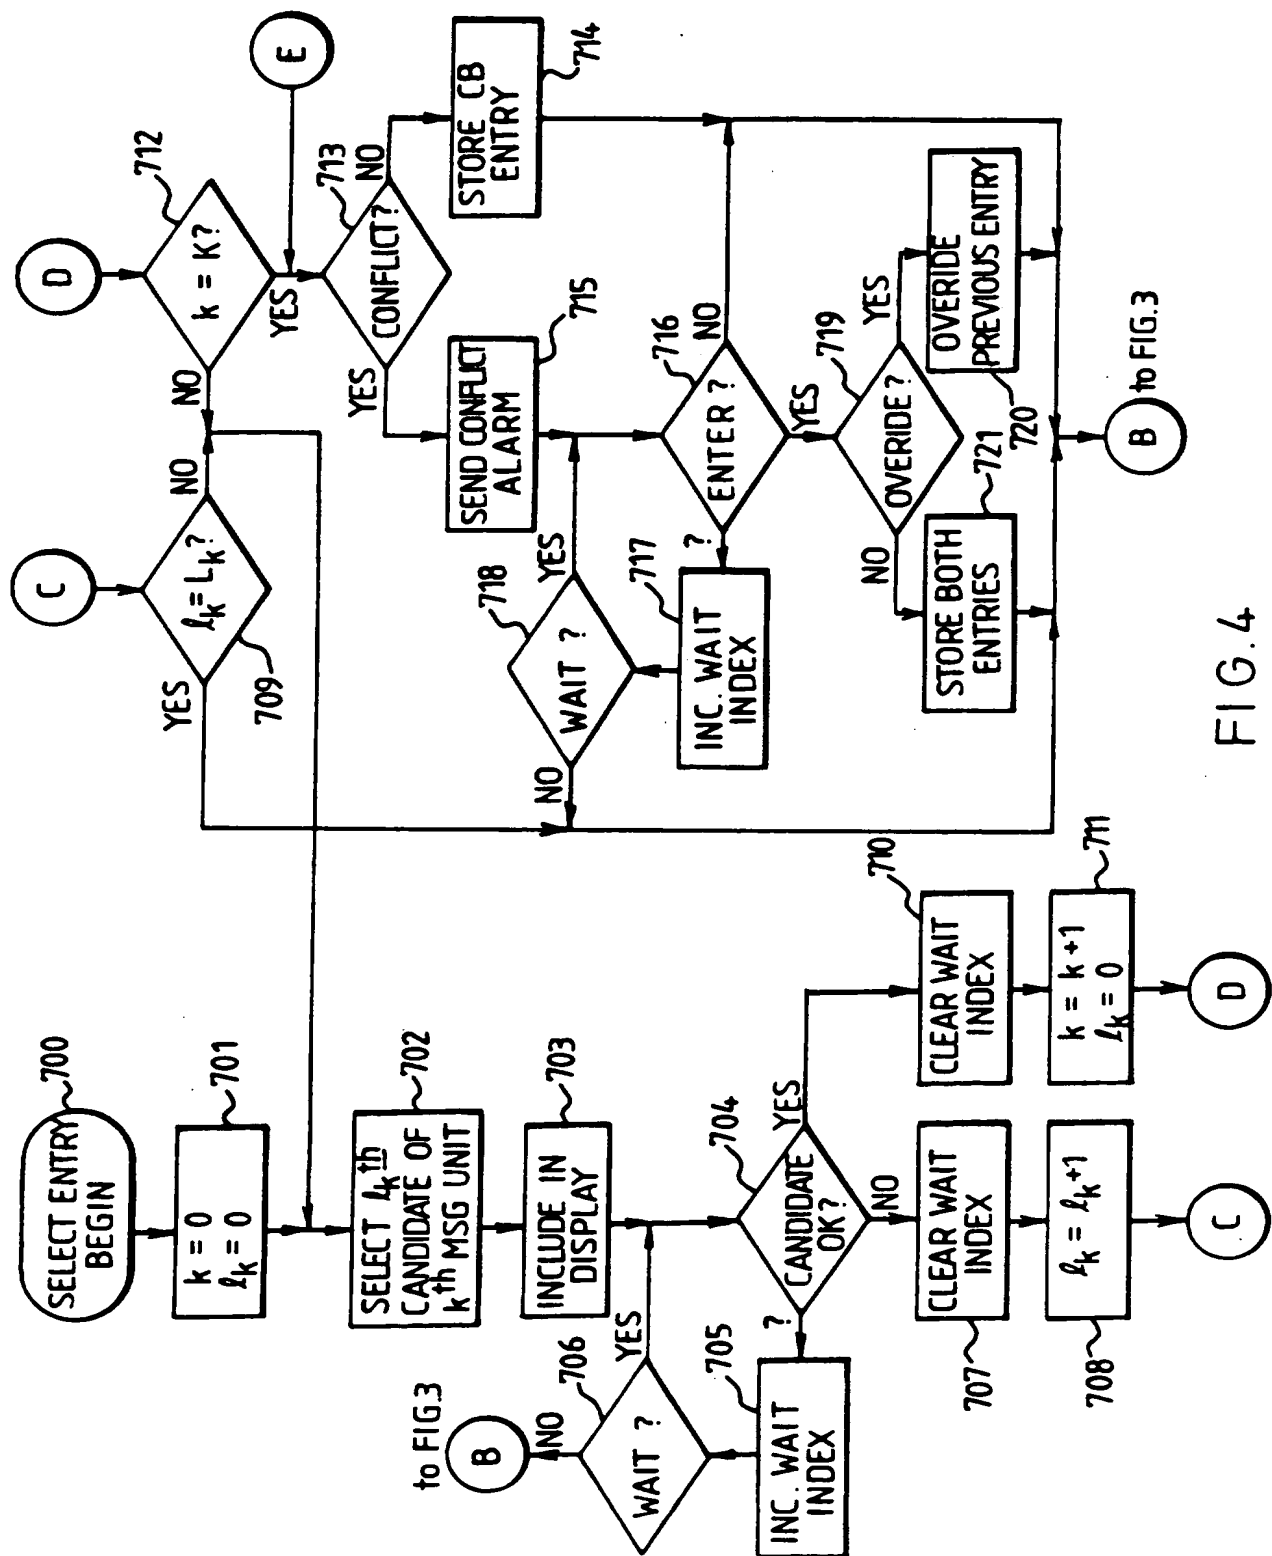 SELECT ENTRY
BEGIN
700
k = 0
ℓk = 0
701
SELECT ℓkth
CANDIDATE OF
kth MSG UNIT
702
INCLUDE IN
DISPLAY
703
CANDIDATE
OK?
704
YES
NO
?
INC. WAIT
INDEX
705
WAIT ?
706
YES
NO
B
to FIG.3
CLEAR WAIT
INDEX
707
ℓk = ℓk+1
708
C
CLEAR WAIT
INDEX
710
k = k+1
ℓk = 0
711
D
C
ℓk = Lk?
709
YES
NO
D
k = K?
712
NO
YES
E
CONFLICT?
713
YES
NO
STORE CB
ENTRY
714
SEND CONFLICT
ALARM
715
ENTER ?
716
NO
YES
?
INC. WAIT
INDEX
717
WAIT ?
718
YES
NO
OVERIDE?
719
YES
NO
OVERIDE
PREVIOUS ENTRY
720
STORE BOTH
ENTRIES
721
B
to FIG.3
FIG.4